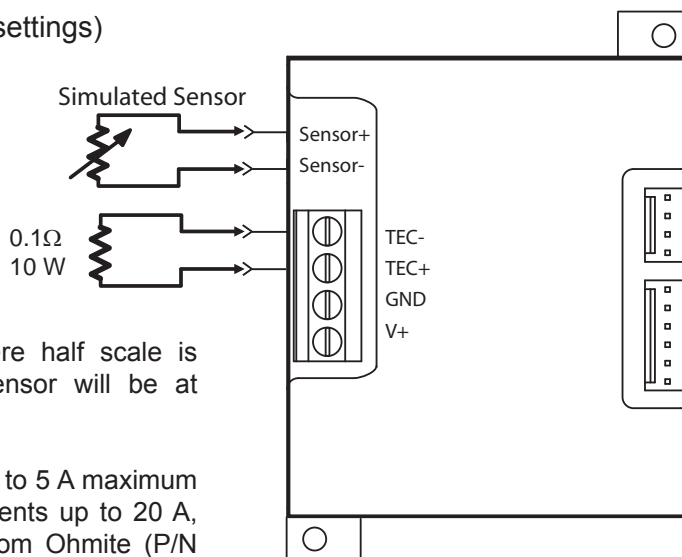 settings)
Simulated Sensor
Sensor+
Sensor-
0.1Ω
10 W
TEC-
TEC+
GND
V+
re half scale is
ensor will be at
to 5 A maximum
ents up to 20 A,
om Ohmite (P/N